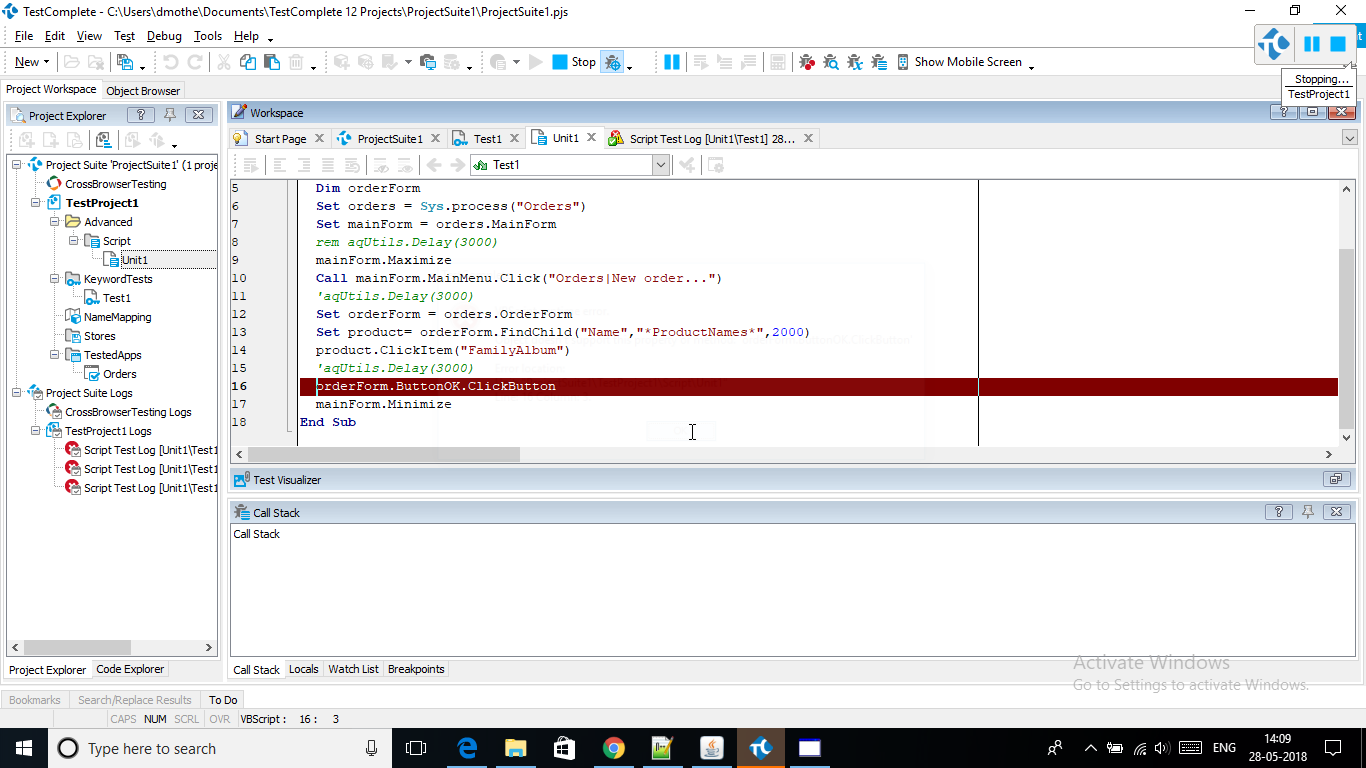 TestComplete - C:\Users\dmothe\Documents\TestComplete 12 Projects\ProjectSuite1\ProjectSuite1.pjs
File Edit View Test Debug Tools Help
New Stop Show Mobile Screen
Stopping...
TestProject1
Project Workspace Object Browser
Project Explorer
Workspace
Start Page ProjectSuite1 Test1 Unit1 Script Test Log [Unit1\Test1] 28...
Test1
Project Suite 'ProjectSuite1' (1 proje
CrossBrowserTesting
TestProject1
Advanced
Script
Unit1
KeywordTests
Test1
NameMapping
Stores
TestedApps
Orders
Project Suite Logs
CrossBrowserTesting Logs
TestProject1 Logs
Script Test Log [Unit1\Test1
Script Test Log [Unit1\Test1
Script Test Log [Unit1\Test1
5 Dim orderForm
6 Set orders = Sys.process("Orders")
7 Set mainForm = orders.MainForm
8 rem aqUtils.Delay(3000)
9 mainForm.Maximize
10 Call mainForm.MainMenu.Click("Orders|New order...")
11 'aqUtils.Delay(3000)
12 Set orderForm = orders.OrderForm
13 Set product= orderForm.FindChild("Name","*ProductNames*",2000)
14 product.ClickItem("FamilyAlbum")
15 'aqUtils.Delay(3000)
16 orderForm.ButtonOK.ClickButton
17 mainForm.Minimize
18 End Sub
Test Visualizer
Call Stack
Call Stack
Project Explorer Code Explorer
Call Stack Locals Watch List Breakpoints
Activate Windows
Go to Settings to activate Windows.
Bookmarks Search/Replace Results To Do
CAPS NUM SCRL OVR VBScript : 16 : 3
Type here to search
ENG
14:09
28-05-2018